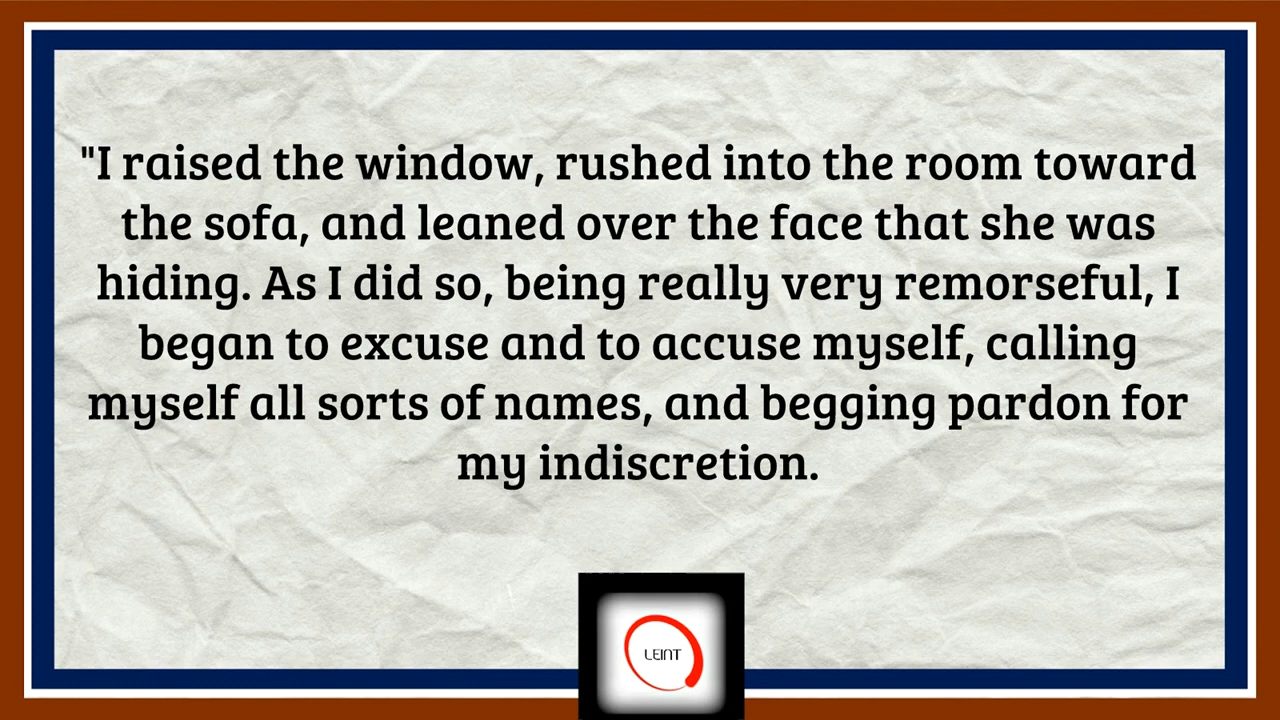 "I raised the window, rushed into the room toward
the sofa, and leaned over the face that she was
hiding. As I did so, being really very remorseful, I
began to excuse and to accuse myself, calling
myself all sorts of names, and begging pardon for
my indiscretion.
LEINT